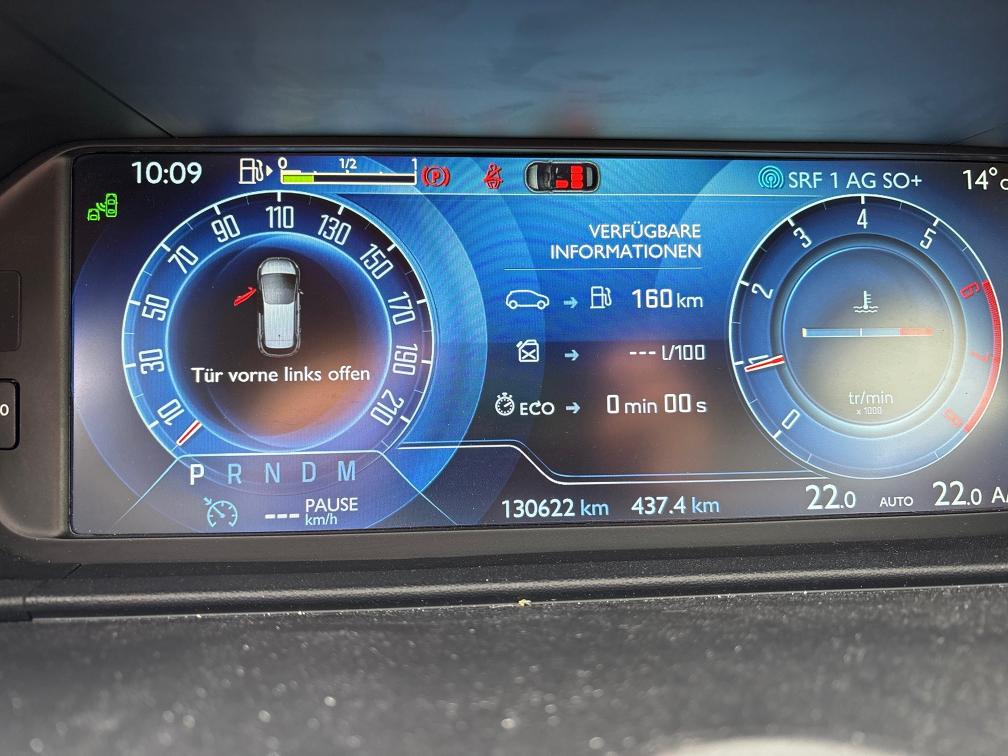 10:09
0 1/2 1
P
SRF 1 AG SO+
14°
VERFÜGBARE
INFORMATIONEN
160 km
--- l/100
ECO 0 min 00 s
10 30 50 70 90 110 130 150 170 190 210
Tür vorne links offen
0 1 2 3 4 5 6 7 8
tr/min
x 1000
P R N D M
PAUSE
--- km/h
130622 km 437.4 km
22.0 AUTO 22.0
0